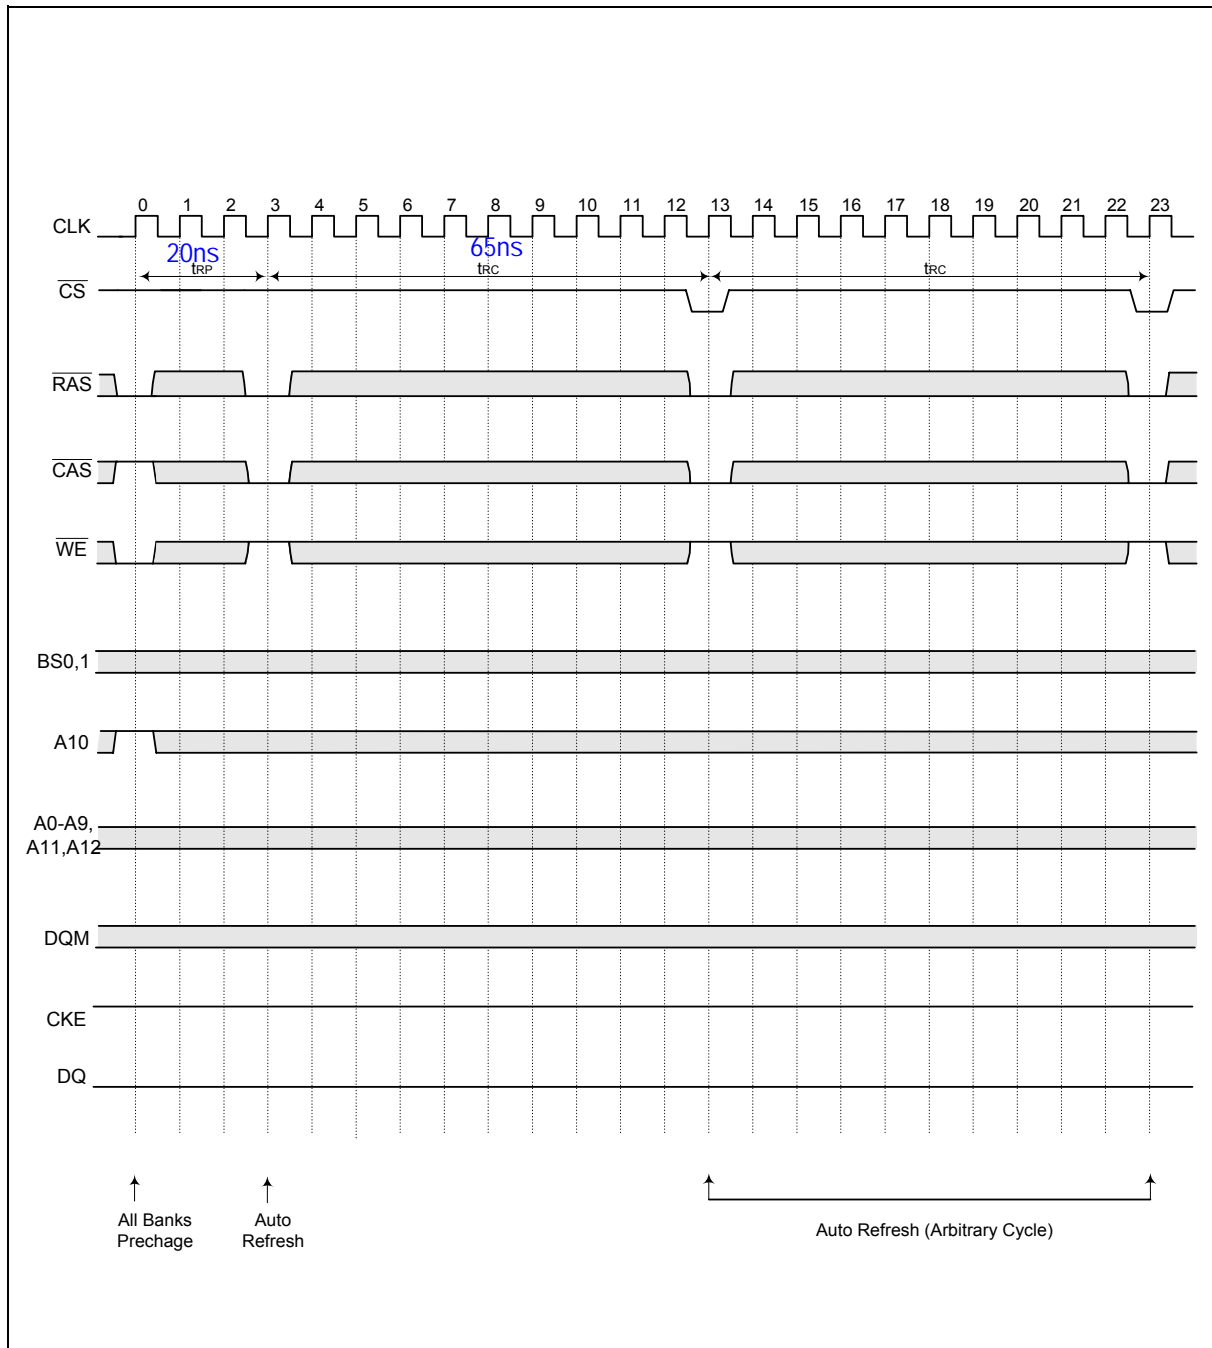 0 1 2 3 4 5 6 7 8 9 10 11 12 13 14 15 16 17 18 19 20 21 22 23
CLK
20ns 65ns
tRP tRC tRC
CS
RAS
CAS
WE
BS0,1
A10
A0-A9,
A11,A12
DQM
CKE
DQ
All Banks
Prechage
Auto
Refresh
Auto Refresh (Arbitrary Cycle)